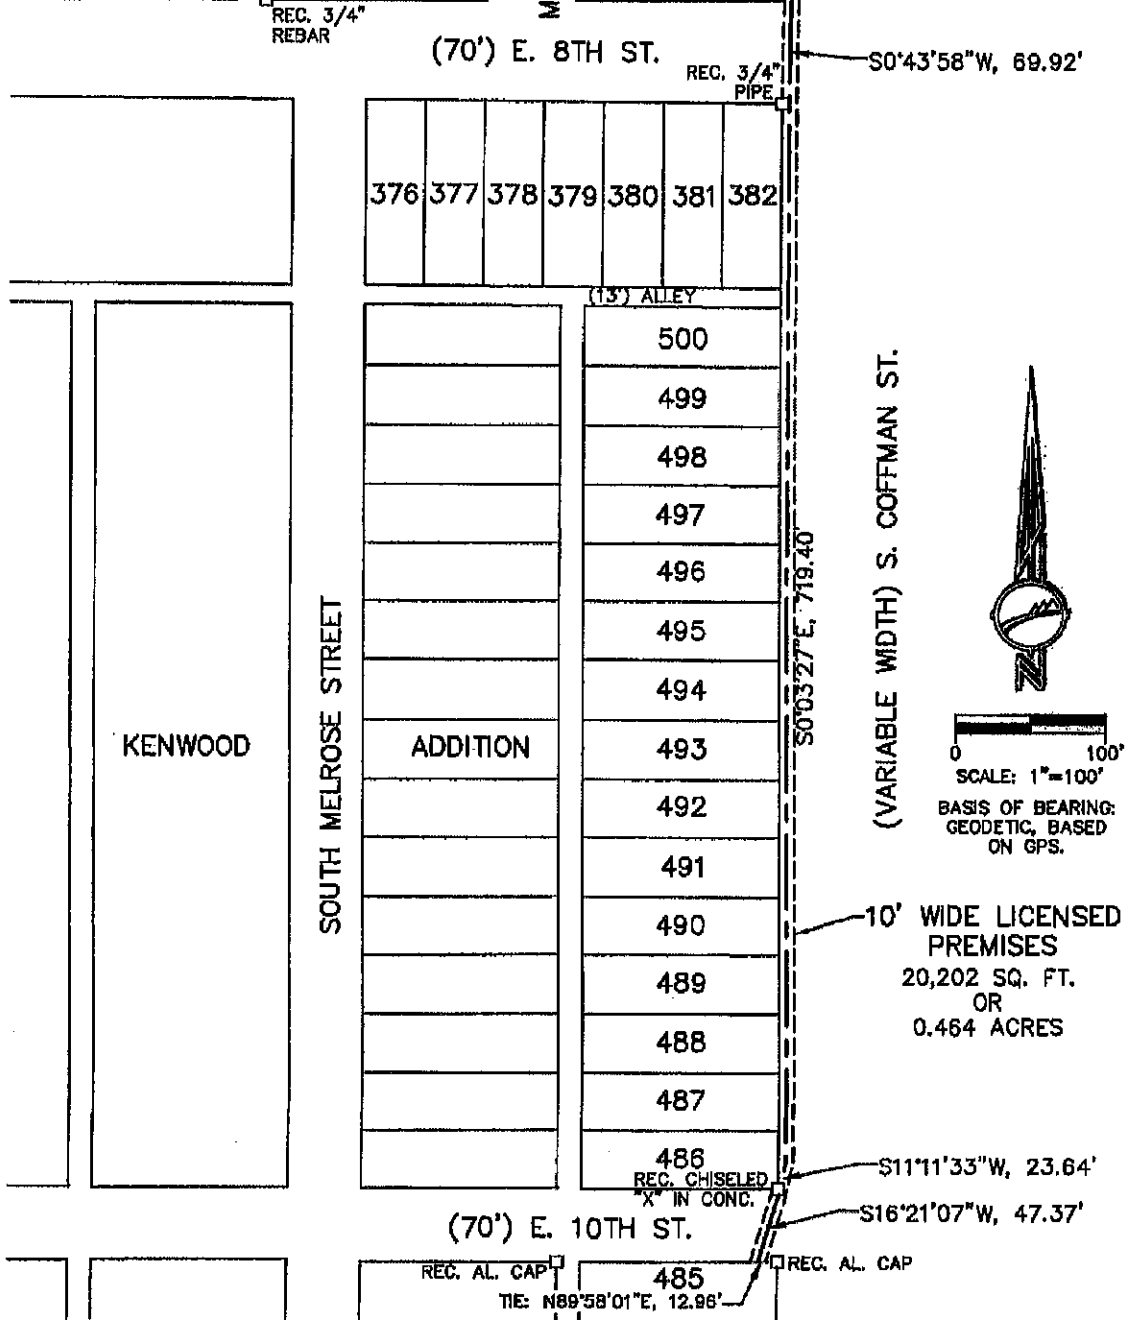 REC. 3/4"
REBAR
M
(70') E. 8TH ST.
REC. 3/4"
PIPE
S0°43'58"W, 69.92'
376
377
378
379
380
381
382
(13') ALLEY
500
499
498
497
496
495
494
493
492
491
490
489
488
487
486
KENWOOD
SOUTH MELROSE STREET
ADDITION
S0°03'27"E, 719.40'
(VARIABLE WIDTH) S. COFFMAN ST.
N
0 100'
SCALE: 1"=100'
BASIS OF BEARING:
GEODETIC, BASED
ON GPS.
10' WIDE LICENSED
PREMISES
20,202 SQ. FT.
OR
0.464 ACRES
REC. CHISELED
"X" IN CONC.
S11°11'33"W, 23.64'
S16°21'07"W, 47.37'
(70') E. 10TH ST.
REC. AL. CAP
485
REC. AL. CAP
TIE: N89°58'01"E, 12.96'